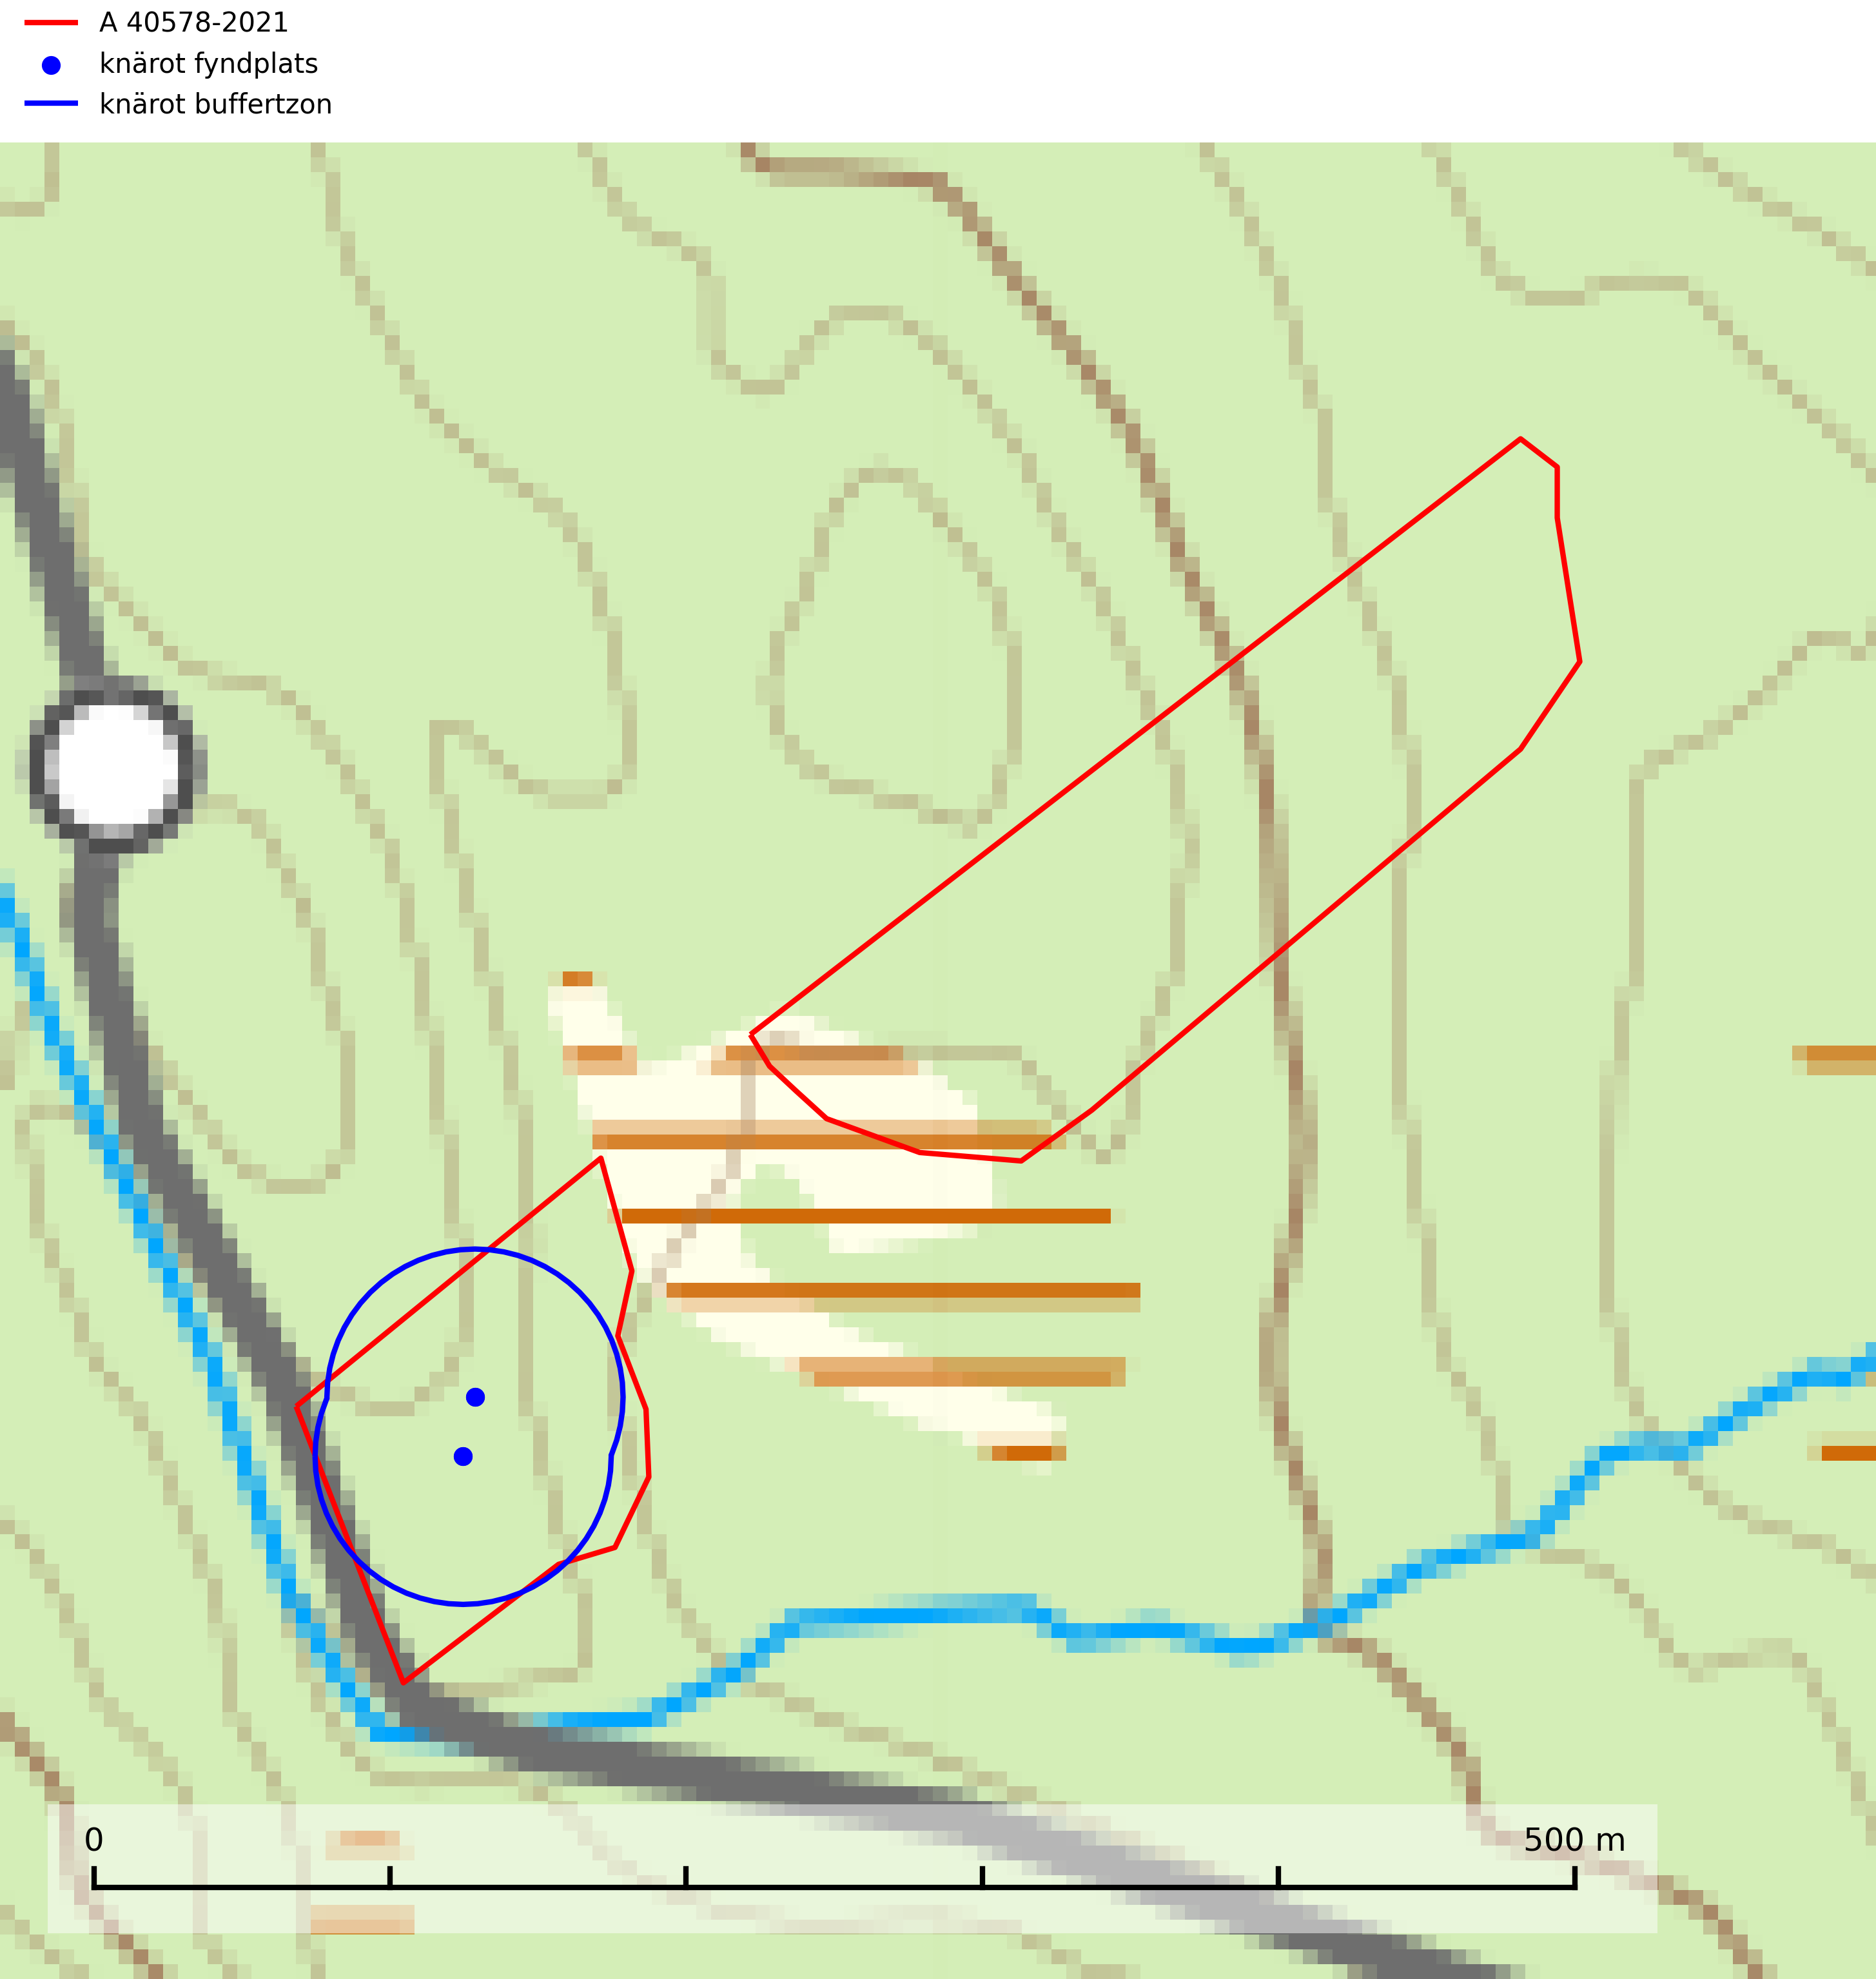 A 40578-2021
knärot fyndplats
knärot buffertzon
0
500 m